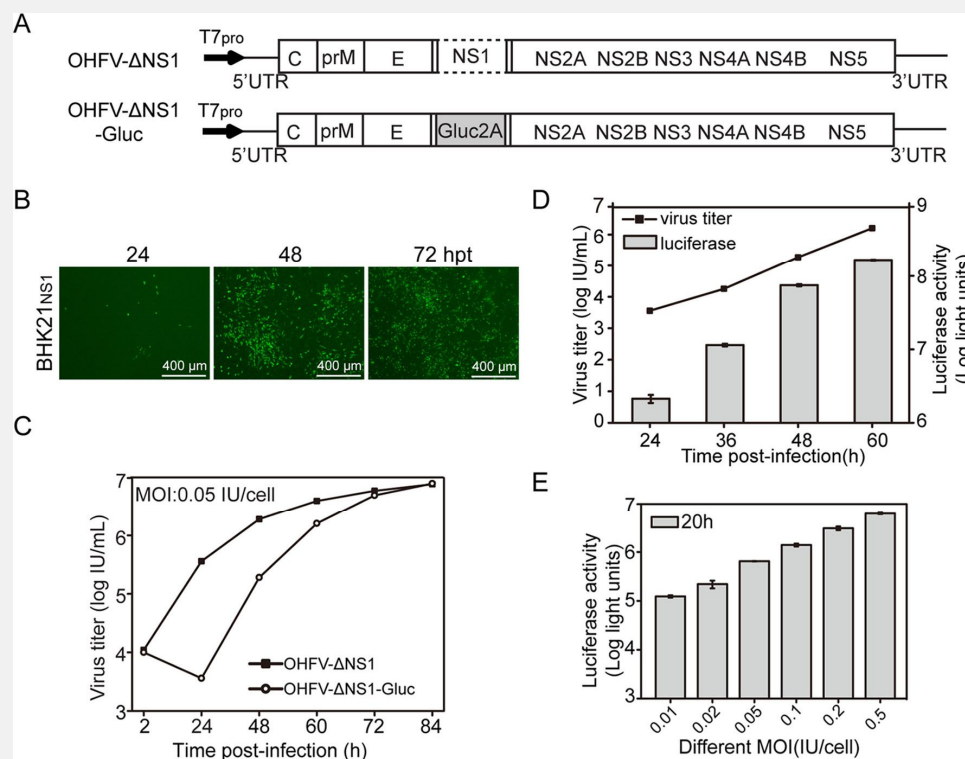 A
OHFV-ΔNS1
T7pro
5'UTR
C prM E NS1 NS2A NS2B NS3 NS4A NS4B NS5
3'UTR
OHFV-ΔNS1
-Gluc
T7pro
5'UTR
C prM E Gluc2A NS2A NS2B NS3 NS4A NS4B NS5
3'UTR
B
24 48 72 hpt
BHK21NS1
400 µm 400 µm 400 µm
C
MOI:0.05 IU/cell
Virus titer (log IU/mL)
7
6
5
4
3
OHFV-ΔNS1
OHFV-ΔNS1-Gluc
2 24 48 60 72 84
Time post-infection (h)
D
virus titer
luciferase
Virus titer (log IU/mL)
7
6
5
4
3
2
1
0
9
8
7
6
Luciferase activity
(Log light units)
24 36 48 60
Time post-infection(h)
E
20h
Luciferase activity
(Log light units)
7
6
5
3
0.01 0.02 0.05 0.1 0.2 0.5
Different MOI(IU/cell)